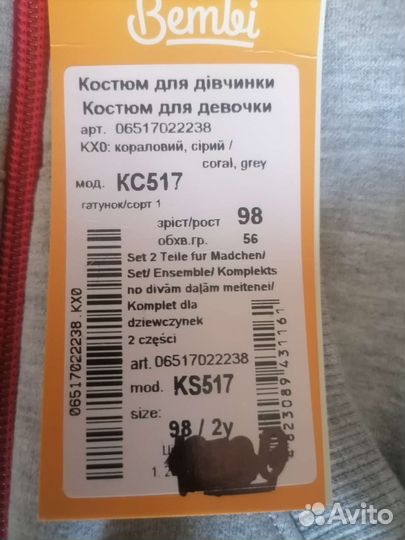 Bembi
Костюм для дівчинки
Костюм для девочки
арт. 06517022238
KX0: кораловий, сірий /
coral, grey
мод. КС517
гатунок/сорт 1
зріст/рост 98
обхв.гр. 56
Set 2 Teile fur Madchen/
Set/ Ensemble/ Komplekts
no divām daļām meitenei/
Komplet dla
dziewczynek
2 części
art. 06517022238
mod. KS517
size:
98 / 2y
06517022238.KX0
4823089431161
Avito